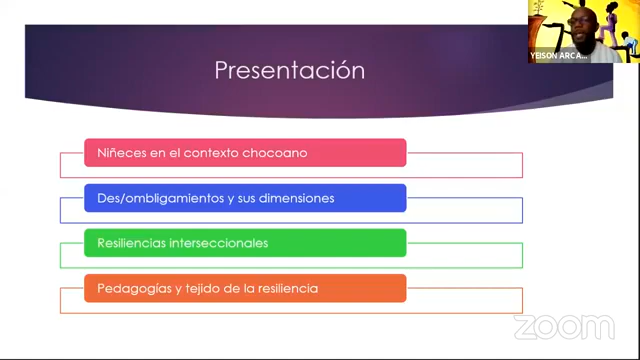 Presentación
YEISON ARCA...
Niñeces en el contexto chocoano
Des/ombligamientos y sus dimensiones
Resiliencias interseccionales
Pedagogías y tejido de la resiliencia
zoom